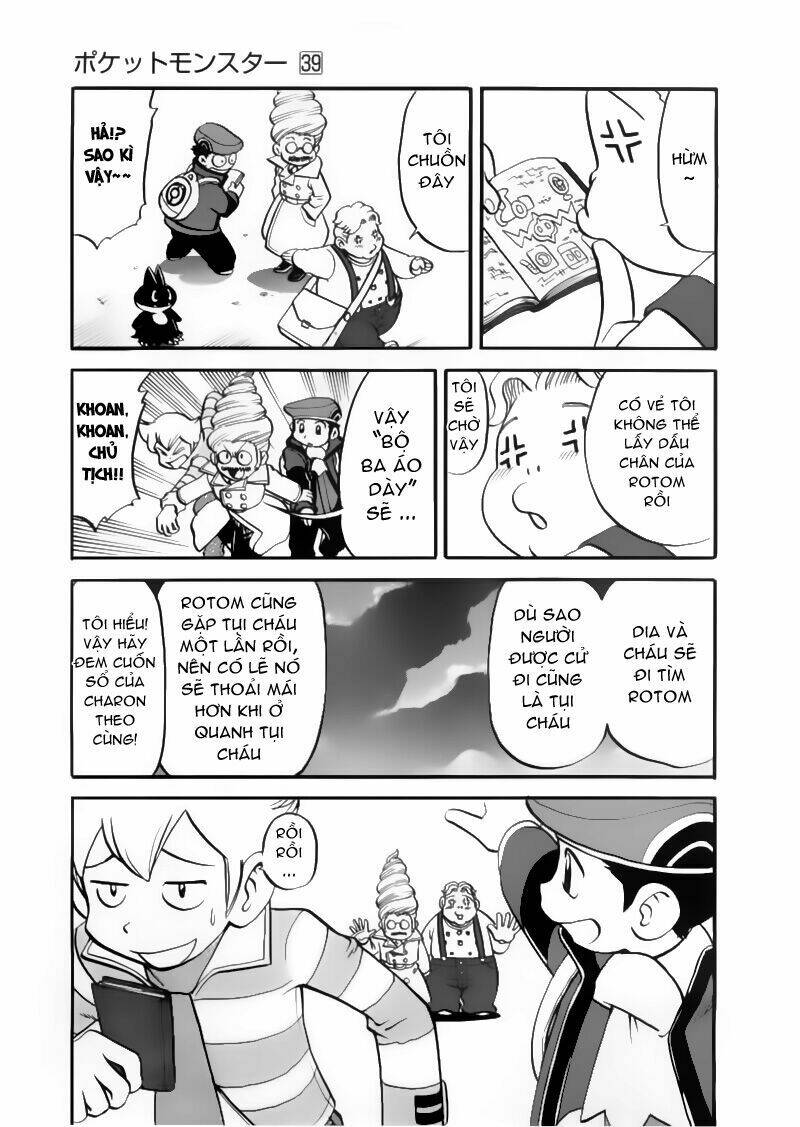 ポケットモンスター 39
HỪM
~
TÔI
CHUỒN
ĐÂY
HẢ!?
SAO KÌ
VẬY~~
CÓ VẺ TÔI
KHÔNG THỂ
LẤY DẤU
CHÂN CỦA
ROTOM
RỒI
TÔI
SẼ
CHỜ
VẬY
VẬY
"BỘ
BA ÁO
DÀY"
SẼ ...
KHOAN,
KHOAN,
CHỦ
TỊCH!!
DIA VÀ
CHÁU SẼ
ĐI TÌM
ROTOM
DÙ SAO
NGƯỜI
ĐƯỢC CỬ
ĐI CŨNG
LÀ TỤI
CHÁU
ROTOM CŨNG
GẶP TỤI CHÁU
MỘT LẦN RỒI,
NÊN CÓ LẼ NÓ
SẼ THOẢI MÁI
HƠN KHI Ở
QUANH TỤI
CHÁU
TÔI HIỂU!
VẬY HÃY
ĐEM CUỐN
SỔ CỦA
CHARON
THEO
CÙNG!
RỒI
RỒI
...